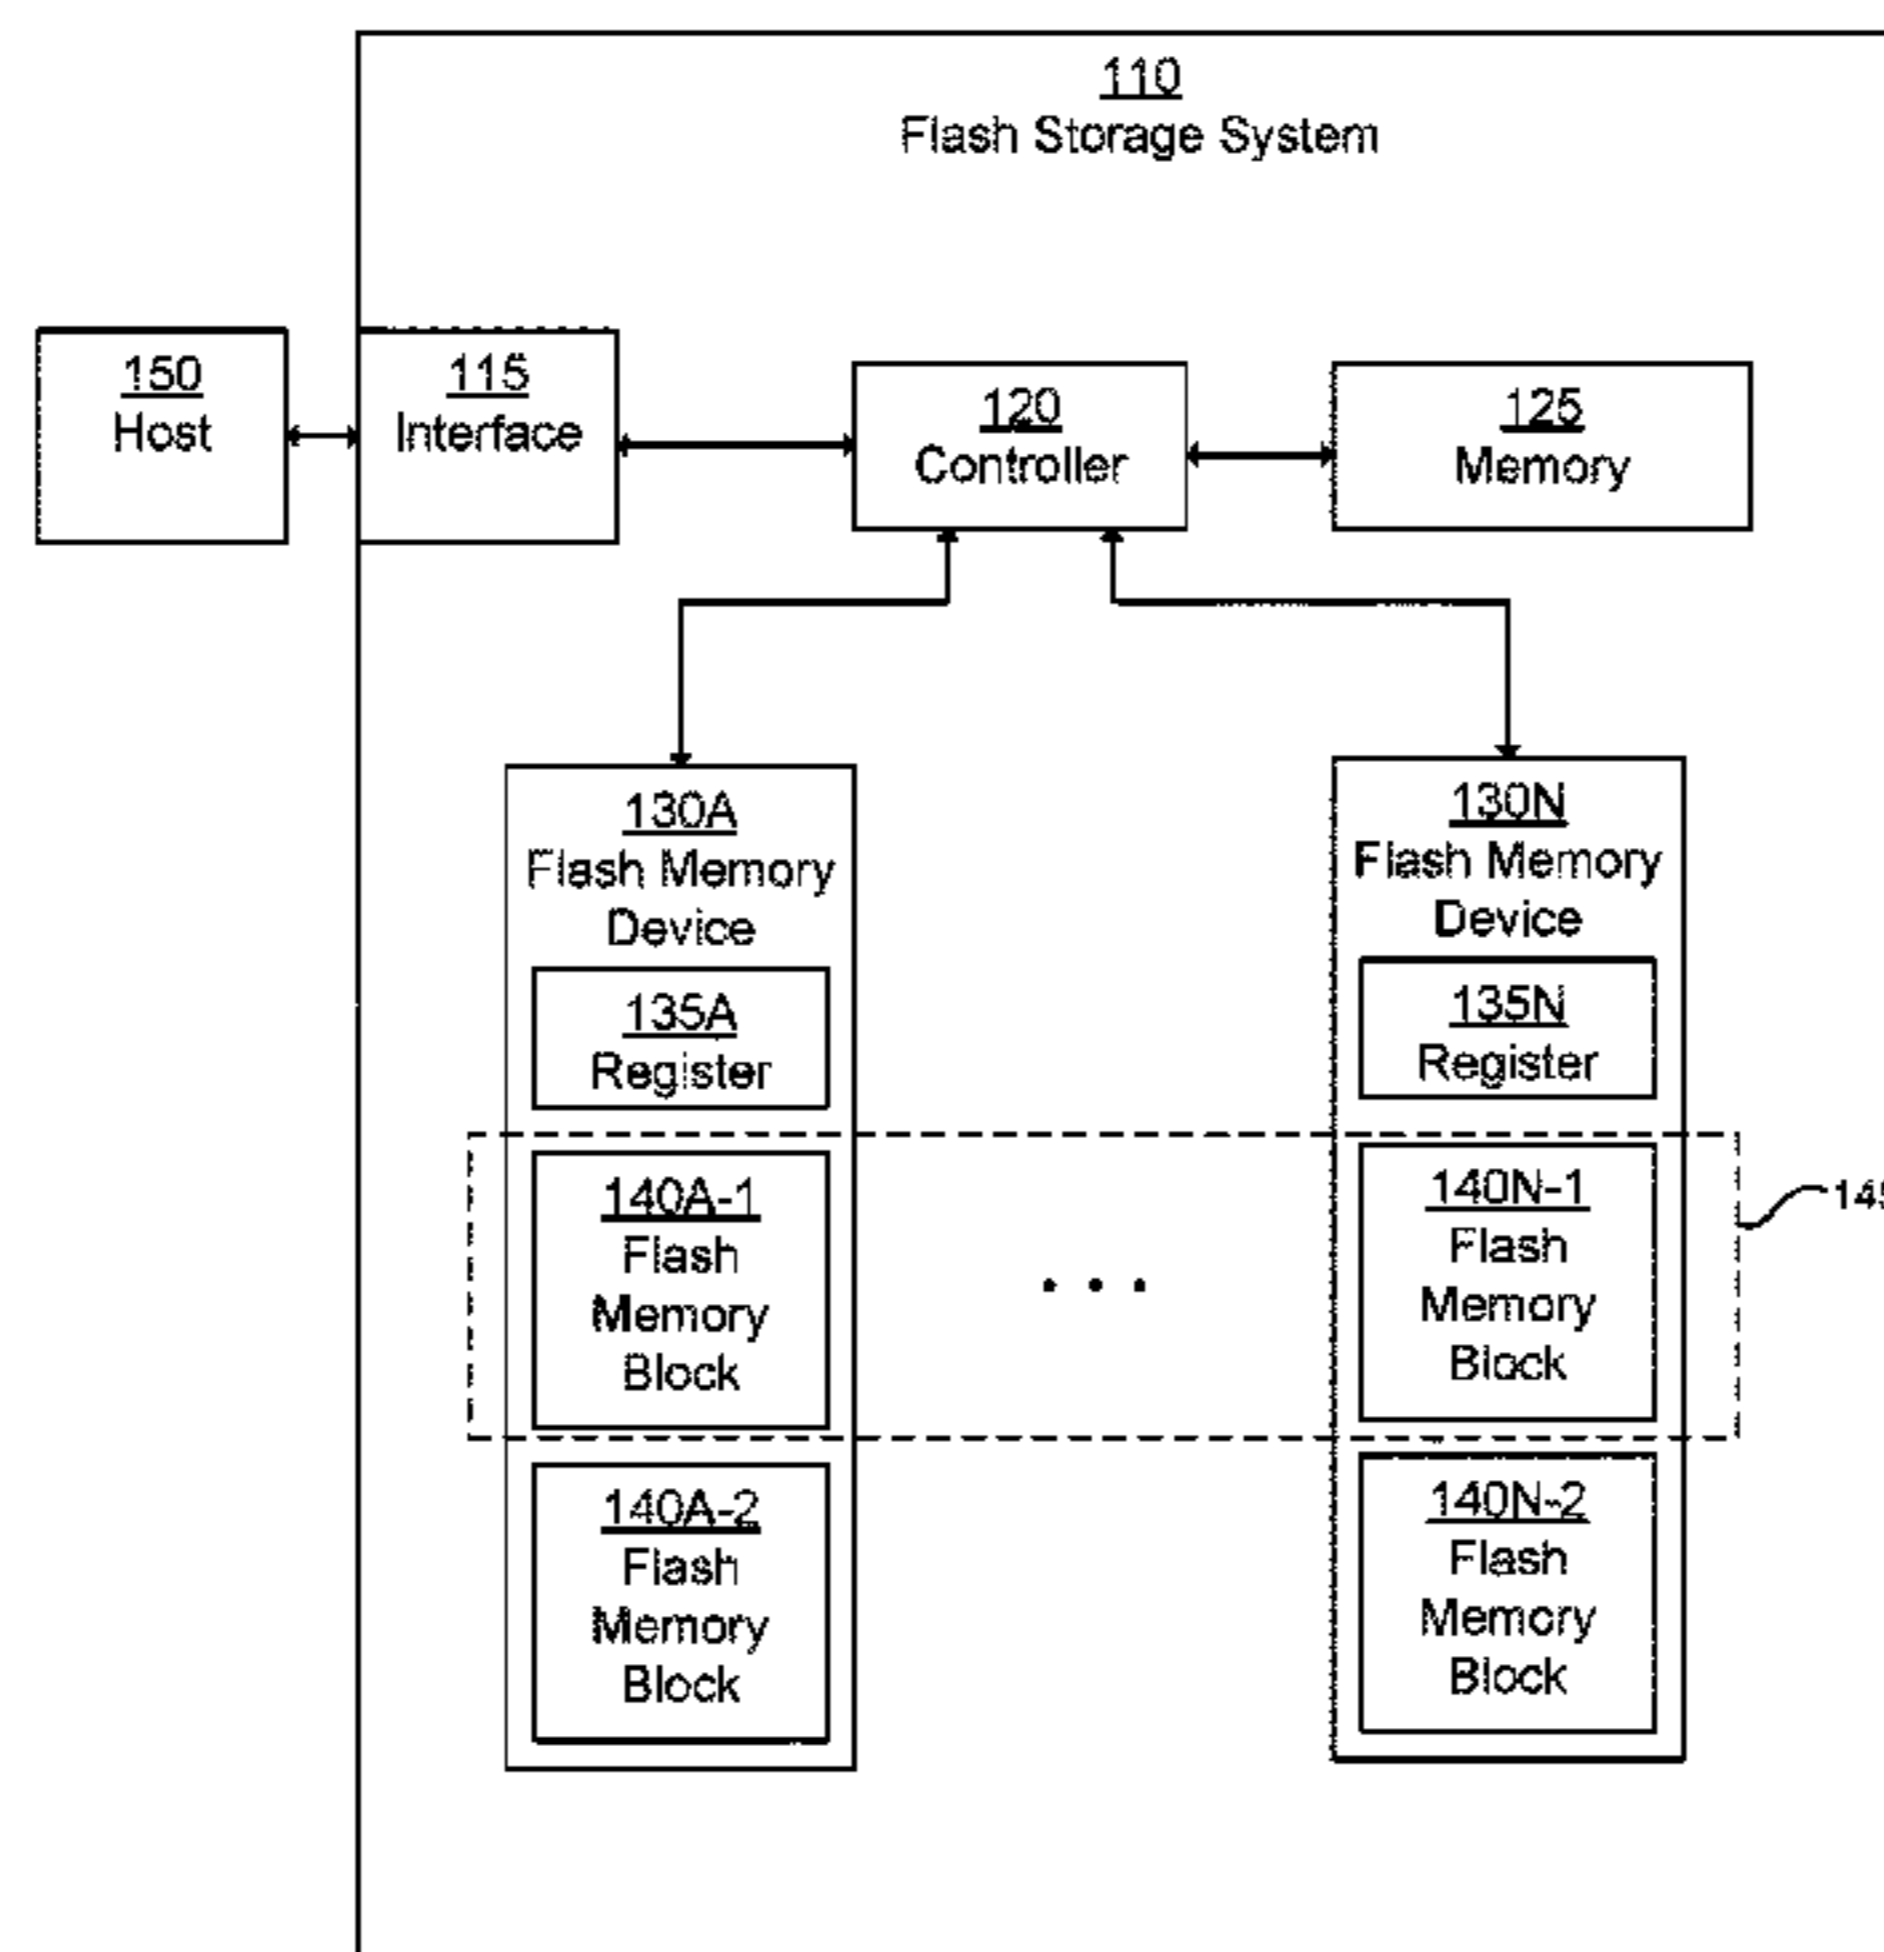 110
Flash Storage System
150
Host
115
Interface
120
Controller
125
Memory
130A
Flash Memory
Device
135A
Register
140A-1
Flash
Memory
Block
140A-2
Flash
Memory
Block
. . .
130N
Flash Memory
Device
135N
Register
140N-1
Flash
Memory
Block
140N-2
Flash
Memory
Block
145